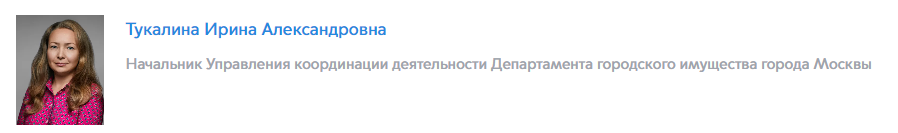 Тукалина Ирина Александровна
Начальник Управления координации деятельности Департамента городского имущества города Москвы